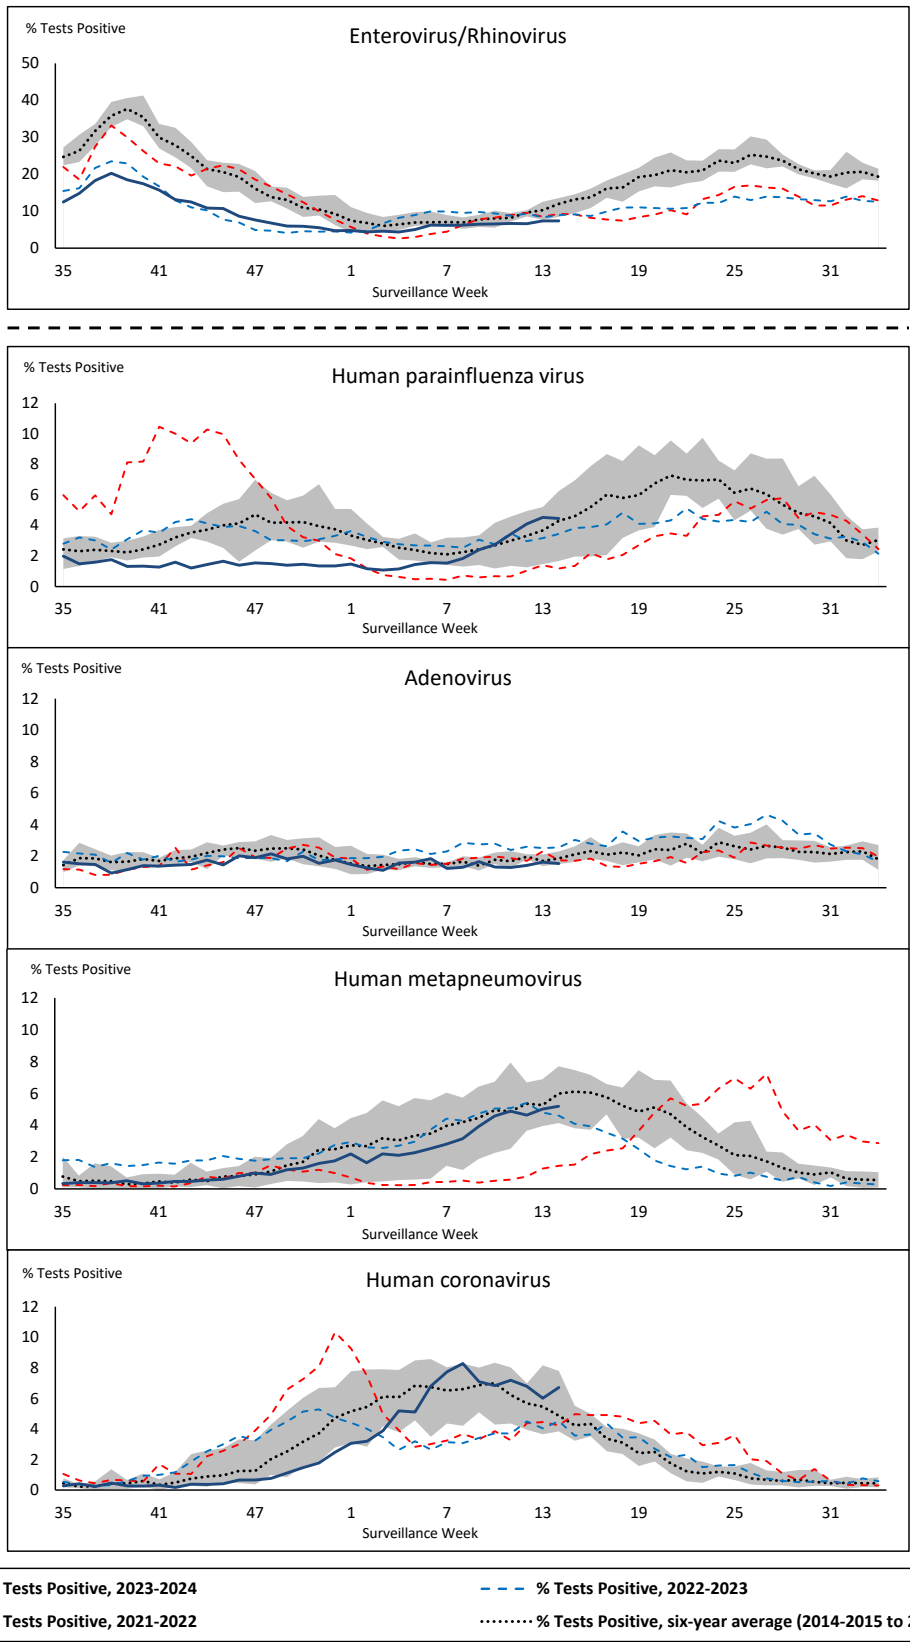 % Tests Positive
Enterovirus/Rhinovirus
50
40
30
20
10
0
35 41 47 1 7 13 19 25 31
Surveillance Week
% Tests Positive
Human parainfluenza virus
12
10
8
6
4
2
0
35 41 47 1 7 13 19 25 31
Surveillance Week
% Tests Positive
Adenovirus
12
10
8
6
4
2
0
35 41 47 1 7 13 19 25 31
Surveillance Week
% Tests Positive
Human metapneumovirus
12
10
8
6
4
2
0
35 41 47 1 7 13 19 25 31
Surveillance Week
% Tests Positive
Human coronavirus
12
10
8
6
4
2
0
35 41 47 1 7 13 19 25 31
Surveillance Week
Tests Positive, 2023-2024 % Tests Positive, 2022-2023
Tests Positive, 2021-2022 % Tests Positive, six-year average (2014-2015 to